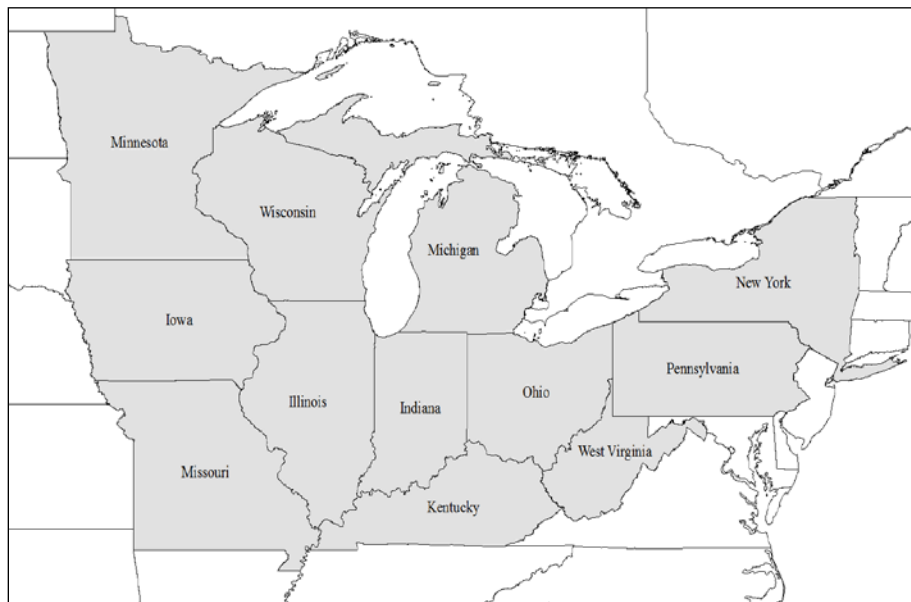 Minnesota
Wisconsin
Michigan
New York
Iowa
Pennsylvania
Illinois
Indiana
Ohio
West Virginia
Missouri
Kentucky